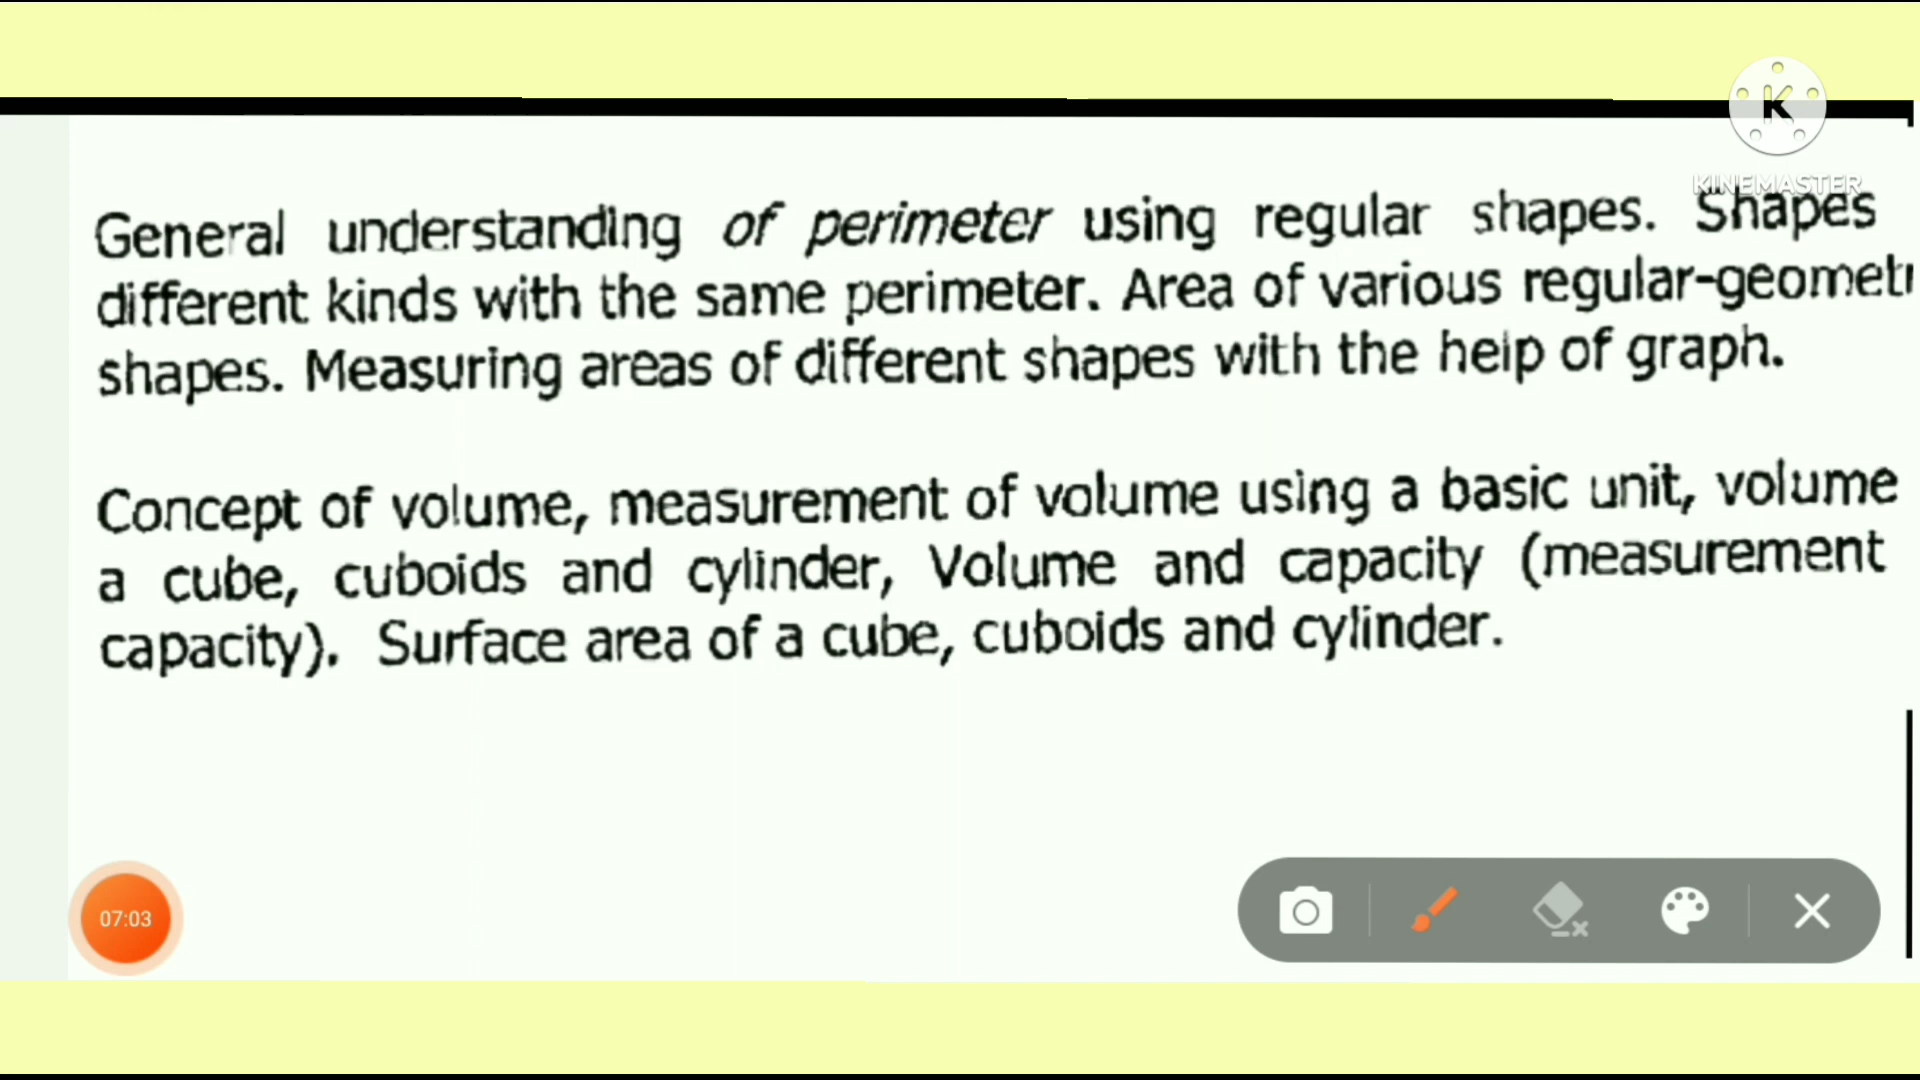 K
KINEMASTER
General understanding of perimeter using regular shapes. Shapes
different kinds with the same perimeter. Area of various regular-geomet
shapes. Measuring areas of different shapes with the help of graph.
Concept of volume, measurement of volume using a basic unit, volume
a cube, cuboids and cylinder, Volume and capacity (measurement
capacity). Surface area of a cube, cuboids and cylinder.
07:03